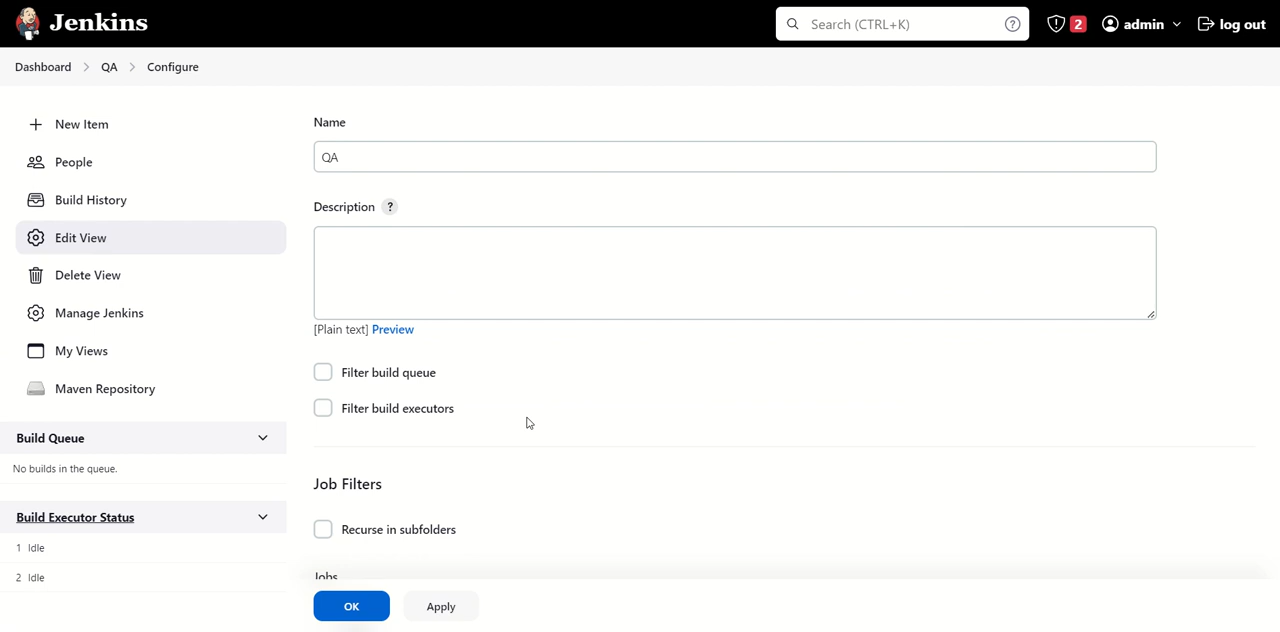 Jenkins
Search (CTRL+K)
?
2
admin
log out
Dashboard
QA
Configure
New Item
People
Build History
Edit View
Delete View
Manage Jenkins
My Views
Maven Repository
Build Queue
No builds in the queue.
Build Executor Status
1 Idle
2 Idle
Name
QA
Description ?
[Plain text] Preview
Filter build queue
Filter build executors
Job Filters
Recurse in subfolders
Jobs
OK
Apply